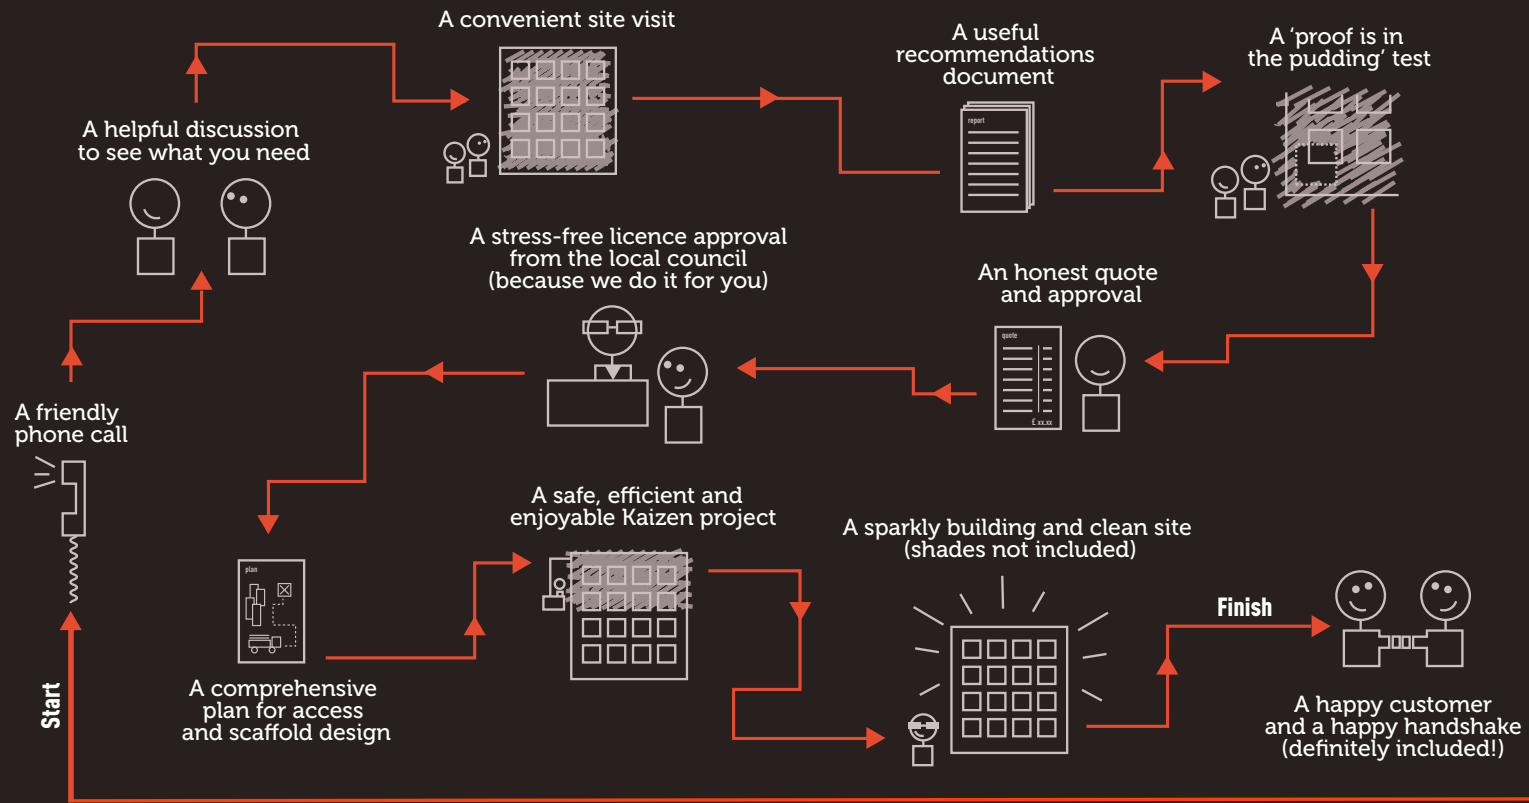 Start
A friendly
phone call
A helpful discussion
to see what you need
A convenient site visit
A useful
recommendations
document
report
A ‘proof is in
the pudding’ test
An honest quote
and approval
quote
£ xx.xx
A stress-free licence approval
from the local council
(because we do it for you)
plan
A comprehensive
plan for access
and scaffold design
A safe, efficient and
enjoyable Kaizen project
A sparkly building and clean site
(shades not included)
Finish
A happy customer
and a happy handshake
(definitely included!)